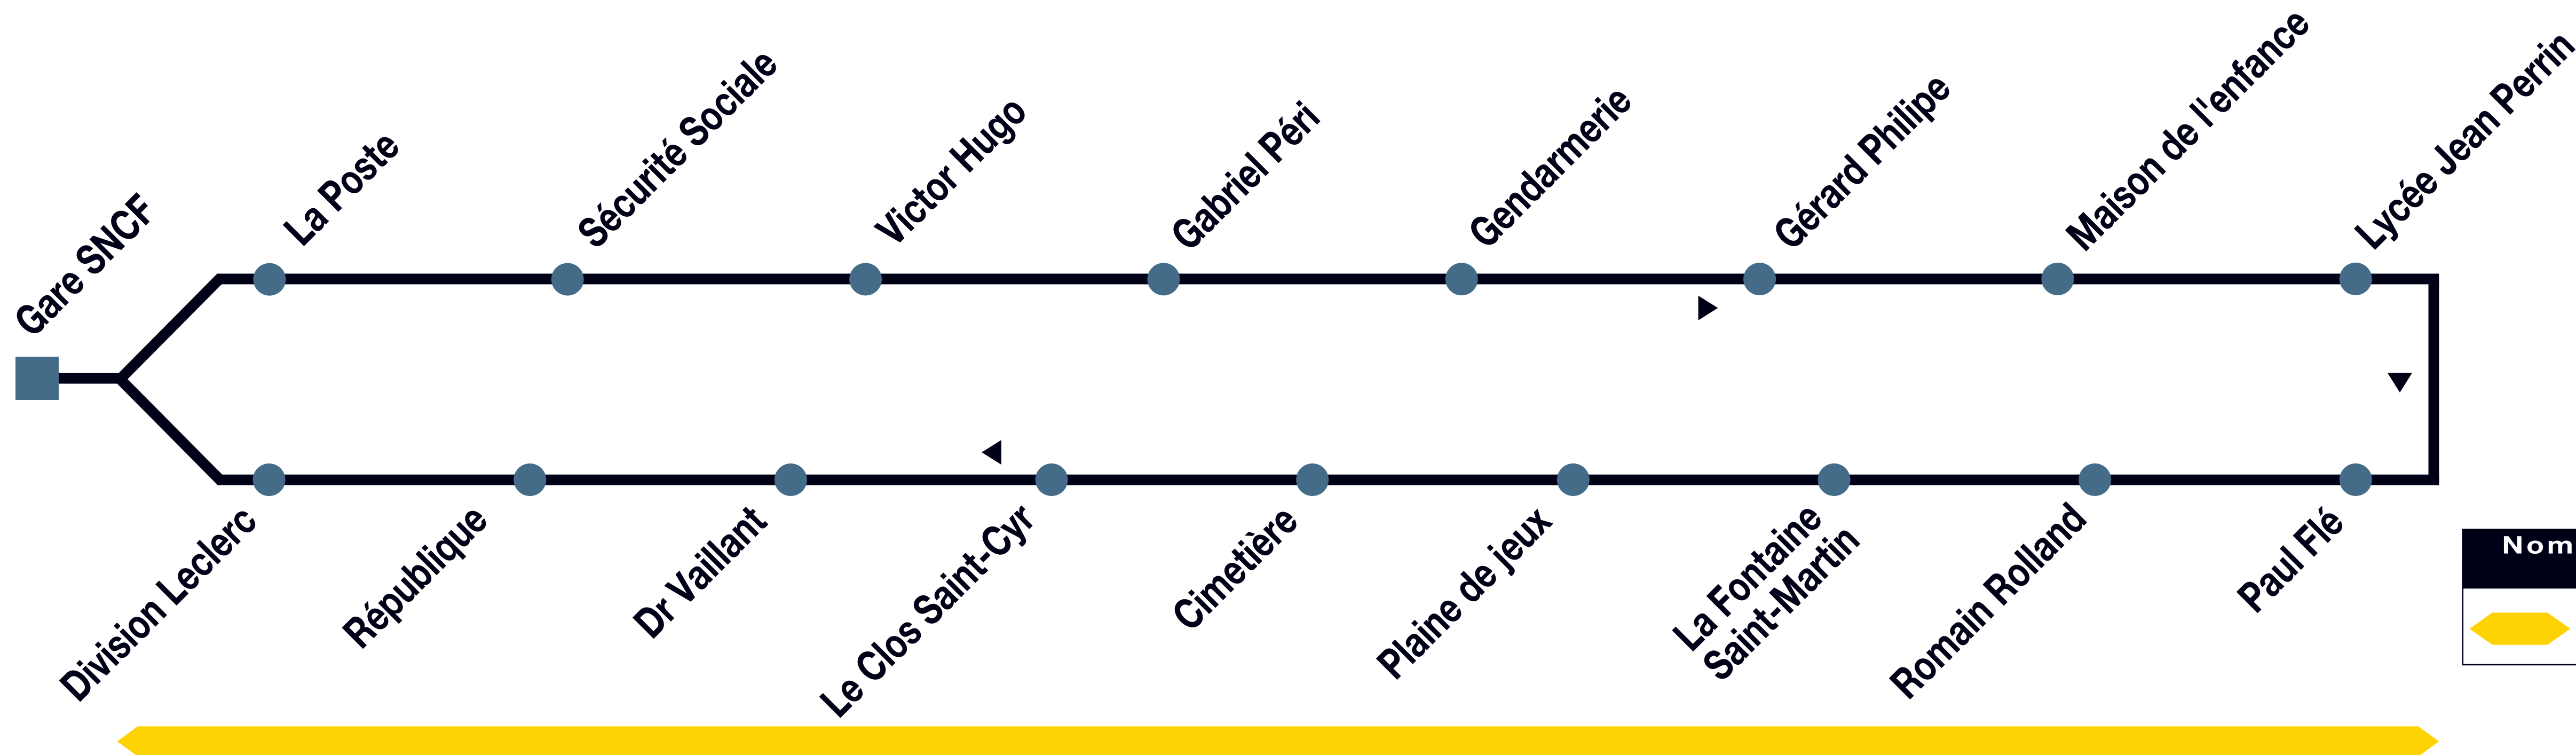 Gare SNCF
La Poste
Sécurité Sociale
Victor Hugo
Gabriel Péri
Gendarmerie
Gérard Philipe
Maison de l'enfance
Lycée Jean Perrin
Division Leclerc
République
Dr Vaillant
Le Clos Saint-Cyr
Cimetière
Plaine de jeux
La Fontaine
Saint-Martin
Romain Rolland
Paul Flé
Nom